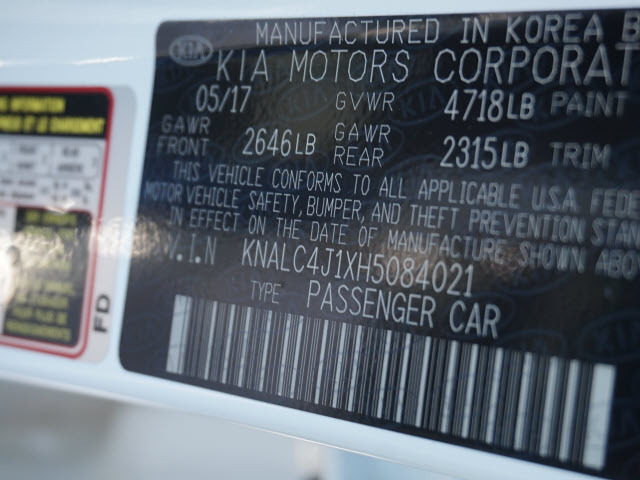 MANUFACTURED IN KOREA B
KIA
KIA MOTORS CORPORAT
05/17 GVWR 4718LB PAINT
GAWR FRONT 2646LB GAWR REAR 2315LB TRIM
THIS VEHICLE CONFORMS TO ALL APPLICABLE U.S.A. FEDE
MOTOR VEHICLE SAFETY, BUMPER, AND THEFT PREVENTION STAN
IN EFFECT ON THE DATE OF MANUFACTURE SHOWN ABOV
V.I.N KNALC4J1XH5084021
TYPE PASSENGER CAR
FD